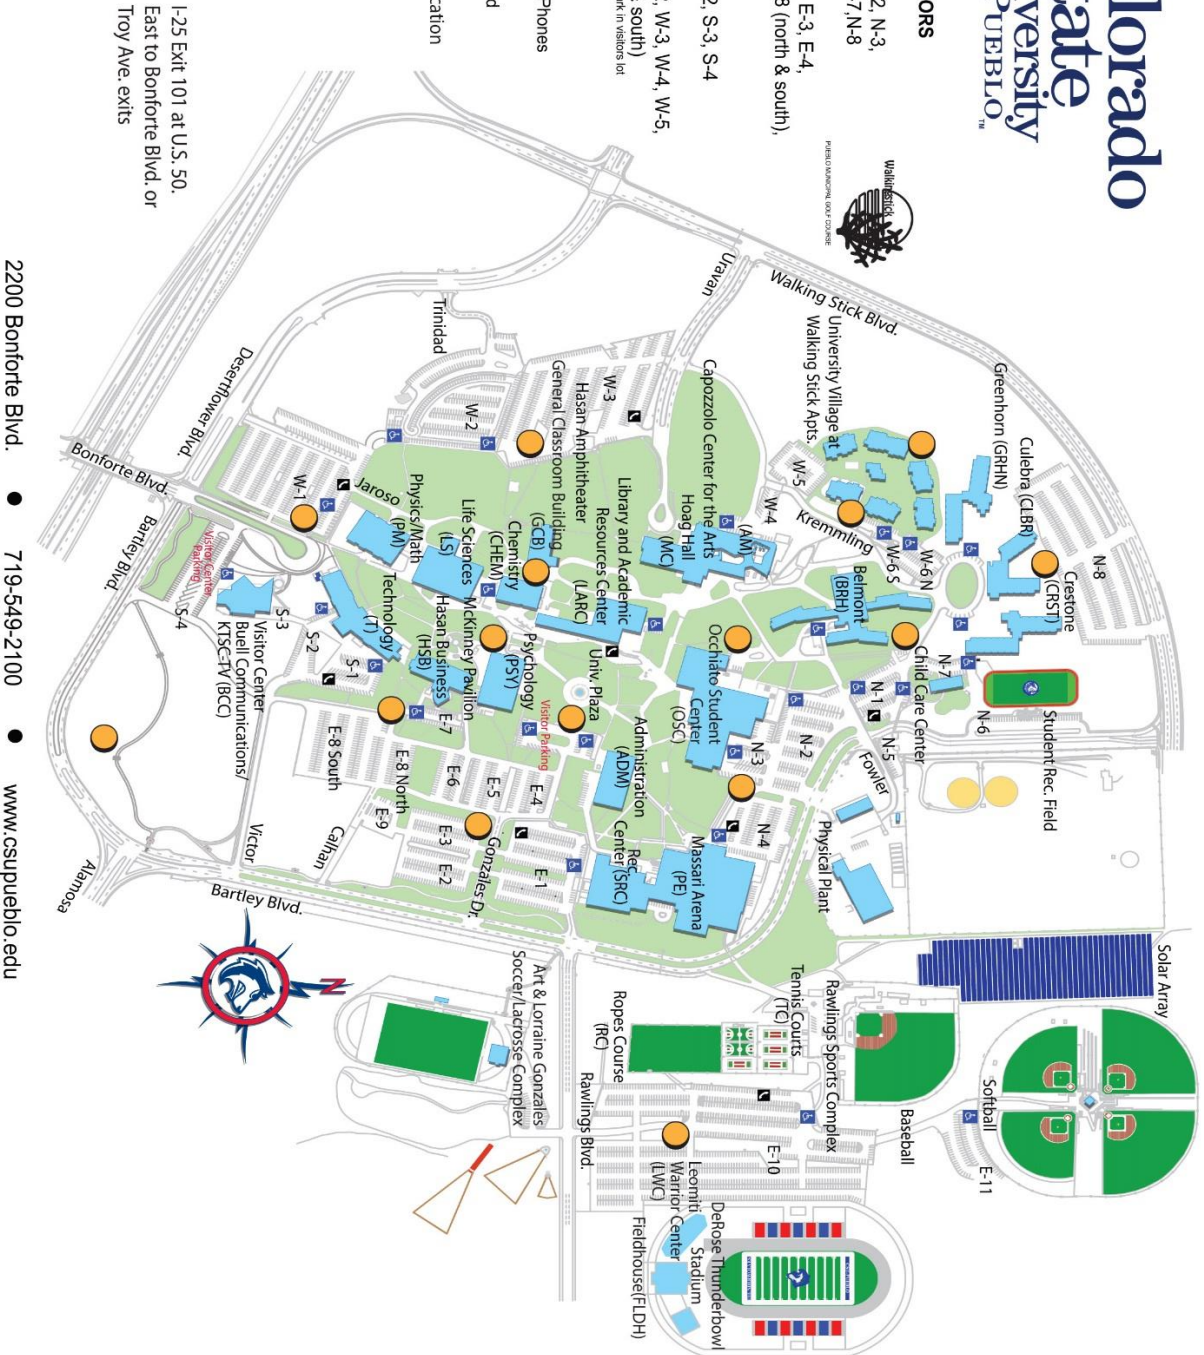 lorado
tate
versity
PUEBLO™
ORS
2, N-3,
-7,N-8
E-3, E-4,
8 (north & south),
2, S-3, S-4
, W-3, W-4, W-5,
s south)
ark in visitors lot
Phones
d
cation
I-25 Exit 101 at U.S. 50.
East to Bonforte Blvd. or
Troy Ave. exits
Walkingstick
PUEBLO MUNICIPAL GOLF COURSE
Walking Stick Blvd.
Uravan
Trinidad
Desertflower Blvd.
Bonforte Blvd.
Bartley Blvd.
Greenhorn (GRHN)
Culebra (CLBR)
Crestone
(CRST)
N-8
University Village at
Walking Stick Apts.
W-5
Kremmling
W-4
W-6 S
W-6 N
Belmont
(BRH)
Child Care Center
N-7
N-6
Student Rec. Field
N-1
N-5
Fowler
N-2
N-3
N-4
Physical Plant
Capozzolo Center for the Arts
Hoag Hall
(AM)
(MC)
Library and Academic
Resources Center
(LARC)
Hasan Amphitheater
General Classroom Building
(GCB)
W-3
W-2
W-1
Jaroso
Physics/Math
(PM)
Life Sciences
(LS)
Chemistry
(CHEM)
McKinney Pavilion
Hasan Business
(HSB)
Technology
(T)
Psychology
(PSY)
Univ. Plaza
Visitor Parking
Occhiato Student
Center
(OSC)
Administration
(ADM)
Massari Arena
(PE)
Rec.
Center (SRC)
Visitor Center
Parking
S-4
S-3
S-2
S-1
Visitor Center
Buell Communications/
KTSC-TV (BCC)
E-7
E-6
E-5
E-4
E-8 South
E-8 North
E-9
E-3
E-2
E-1
Gonzales Dr.
Calhan
Victor
Bartley Blvd.
Alamosa
N
Solar Array
Softball
E-11
Baseball
Rawlings Sports Complex
Tennis Courts
(TC)
Ropes Course
(RC)
E-10
Rawlings Blvd.
Art & Lorraine Gonzales
Soccer/Lacrosse Complex
DeRose Thunderbowl
Stadium
Leomiti
Warrior Center
(LWC)
Fieldhouse(FLDH)
2200 Bonforte Blvd. ● 719-549-2100 ● www.csupueblo.edu